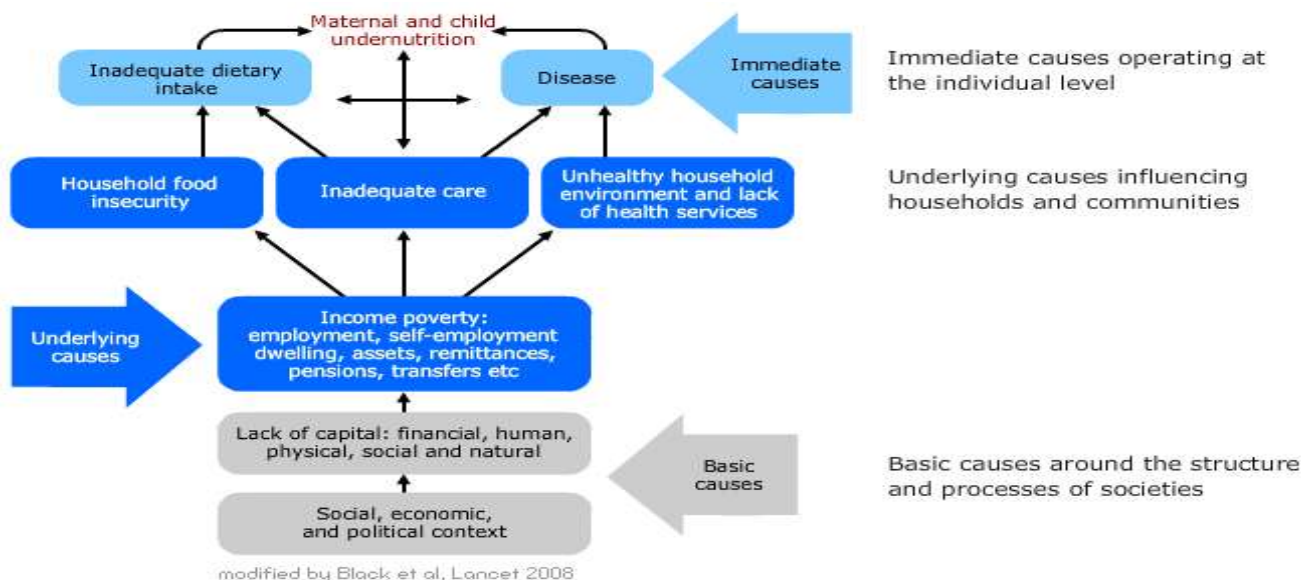 Maternal and child
undernutrition
Inadequate dietary
intake
Disease
Immediate
causes
Immediate causes operating at
the individual level
Household food
insecurity
Inadequate care
Unhealthy household
environment and lack
of health services
Underlying causes influencing
households and communities
Underlying
causes
Income poverty:
employment, self-employment
dwelling, assets, remittances,
pensions, transfers etc
Lack of capital: financial, human,
physical, social and natural
Basic
causes
Basic causes around the structure
and processes of societies
Social, economic,
and political context
modified by Black et al, Lancet 2008